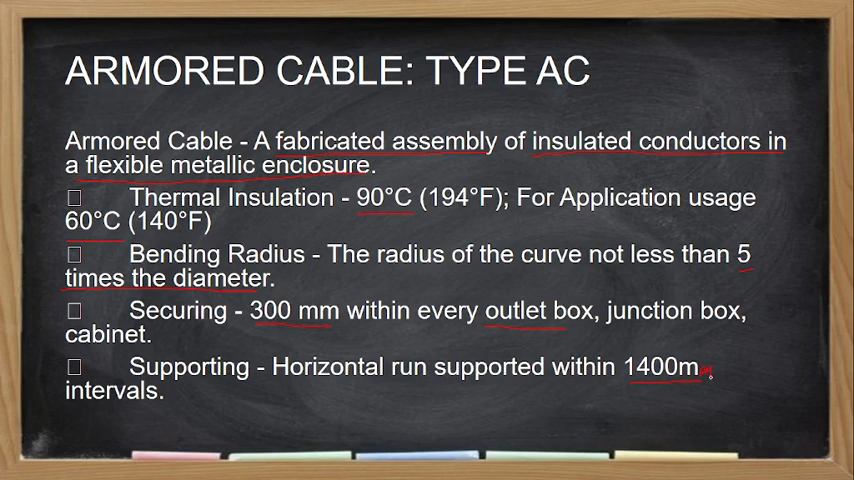 ARMORED CABLE: TYPE AC
Armored Cable - A fabricated assembly of insulated conductors in
a flexible metallic enclosure.
Thermal Insulation - 90°C (194°F); For Application usage
60°C (140°F)
Bending Radius - The radius of the curve not less than 5
times the diameter.
Securing - 300 mm within every outlet box, junction box,
cabinet.
Supporting - Horizontal run supported within 1400m m
intervals.